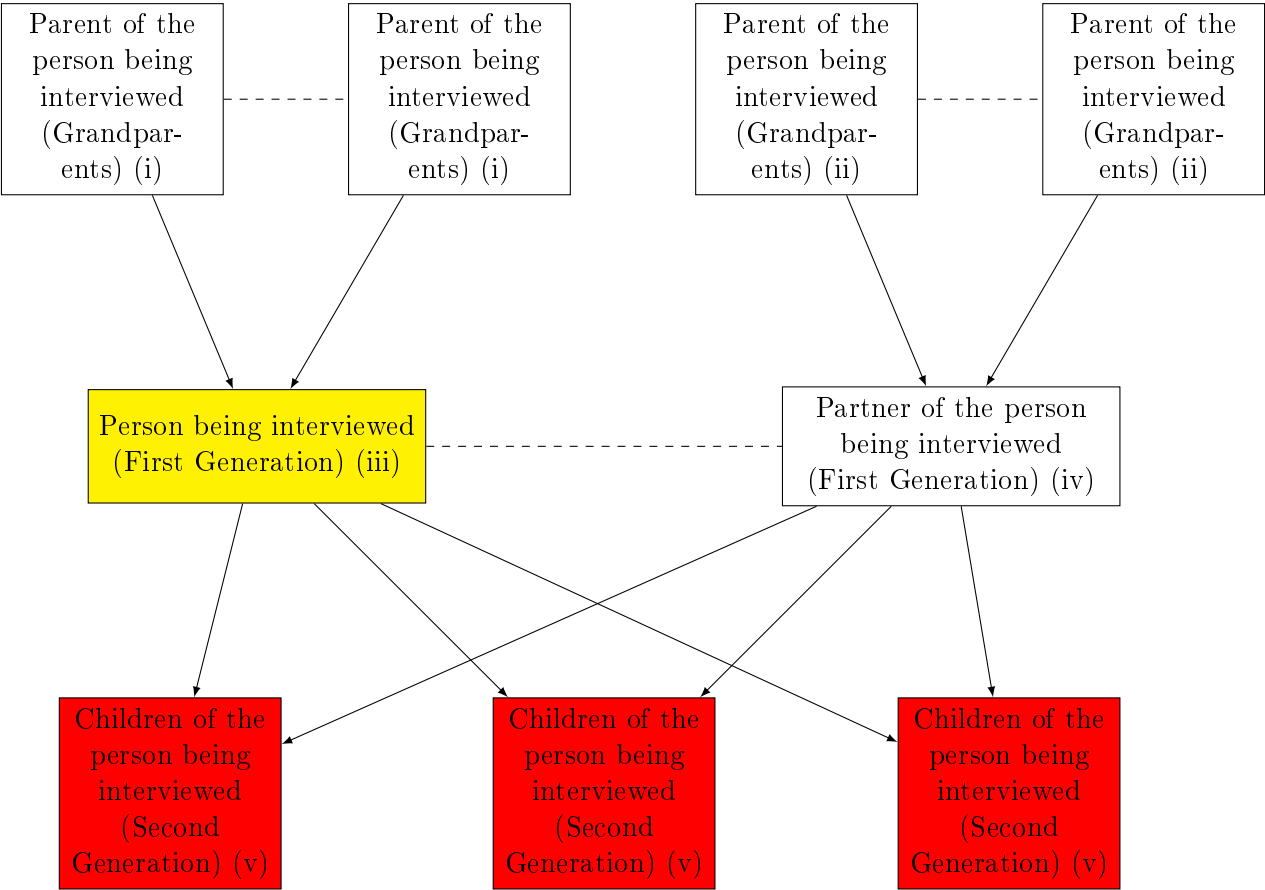 Parent of the
person being
interviewed
(Grandpar-
ents) (i)
Parent of the
person being
interviewed
(Grandpar-
ents) (i)
Parent of the
person being
interviewed
(Grandpar-
ents) (ii)
Parent of the
person being
interviewed
(Grandpar-
ents) (ii)
Person being interviewed
(First Generation) (iii)
Partner of the person
being interviewed
(First Generation) (iv)
Children of the
person being
interviewed
(Second
Generation) (v)
Children of the
person being
interviewed
(Second
Generation) (v)
Children of the
person being
interviewed
(Second
Generation) (v)